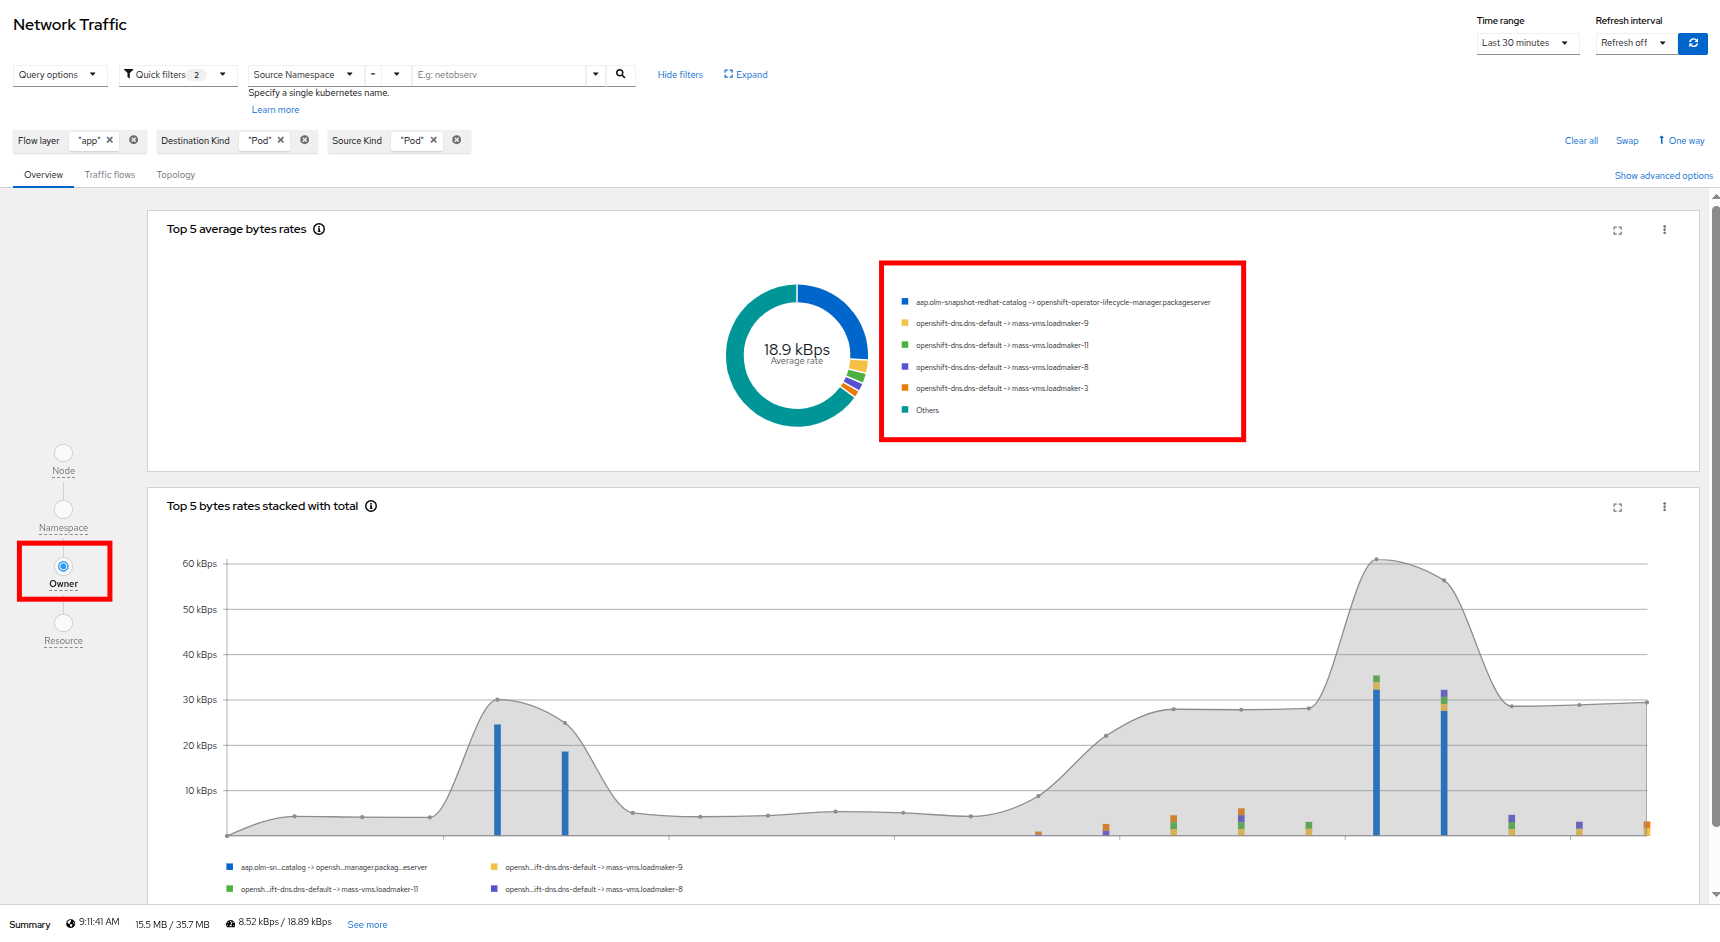 Network Traffic
Time range
Refresh interval
Last 30 minutes
Refresh off
Query options
Quick filters 2
Source Namespace
=
E.g: netobserv
Hide filters
Expand
Specify a single kubernetes name.
Learn more
Flow layer "app"
Destination Kind "Pod"
Source Kind "Pod"
Clear all
Swap
One way
Overview
Traffic flows
Topology
Show advanced options
Top 5 average bytes rates
18.9 kBps
Average rate
aap.olm-snapshot-redhat-catalog -> openshift-operator-lifecycle-manager.packageserver
openshift-dns.dns-default -> mass-vms.loadmaker-9
openshift-dns.dns-default -> mass-vms.loadmaker-11
openshift-dns.dns-default -> mass-vms.loadmaker-8
openshift-dns.dns-default -> mass-vms.loadmaker-3
Others
Node
Namespace
Owner
Resource
Top 5 bytes rates stacked with total
60 kBps
50 kBps
40 kBps
30 kBps
20 kBps
10 kBps
aap.olm-sn...catalog -> opensh...manager.packag...eserver
opensh...ift-dns.dns-default -> mass-vms.loadmaker-9
opensh...ift-dns.dns-default -> mass-vms.loadmaker-11
opensh...ift-dns.dns-default -> mass-vms.loadmaker-8
Summary
9:11:41 AM
15.5 MB / 35.7 MB
8.52 kBps / 18.89 kBps
See more